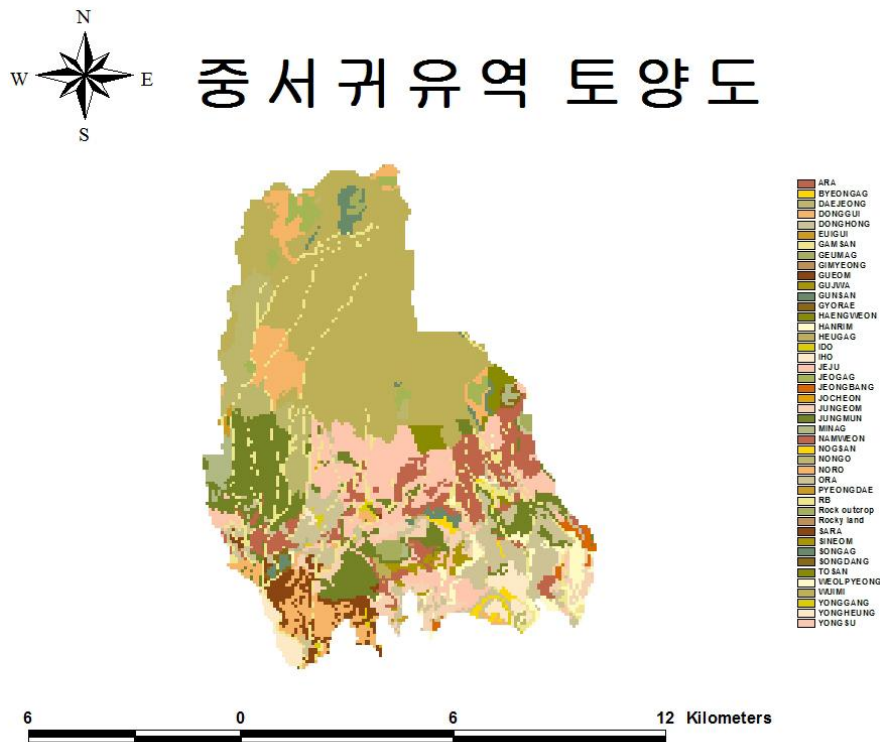 N
W E
S
중서귀유역 토양도
ARA
BYEONGAG
DAEJEONG
DONGGUI
DONGHONG
EUIGUI
GAMSAN
GEUMAG
GIMYEONG
GUEOM
GUJWA
GUNSAN
GYORAE
HAENGWEON
HANRIM
HEUGAG
IDO
IHO
JEJU
JEOGAG
JEONGBANG
JOCHEON
JUNGEOM
JUNGMUN
MINAG
NAMWEON
NOGSAN
NONGO
NORO
ORA
PYEONGDAE
RB
Rock outcrop
Rocky land
SARA
SINEOM
SONGAG
SONGDANG
TOSAN
WEOLPYEONG
WUIMI
YONGGANG
YONGHEUNG
YONGSU
6 0 6 12 Kilometers